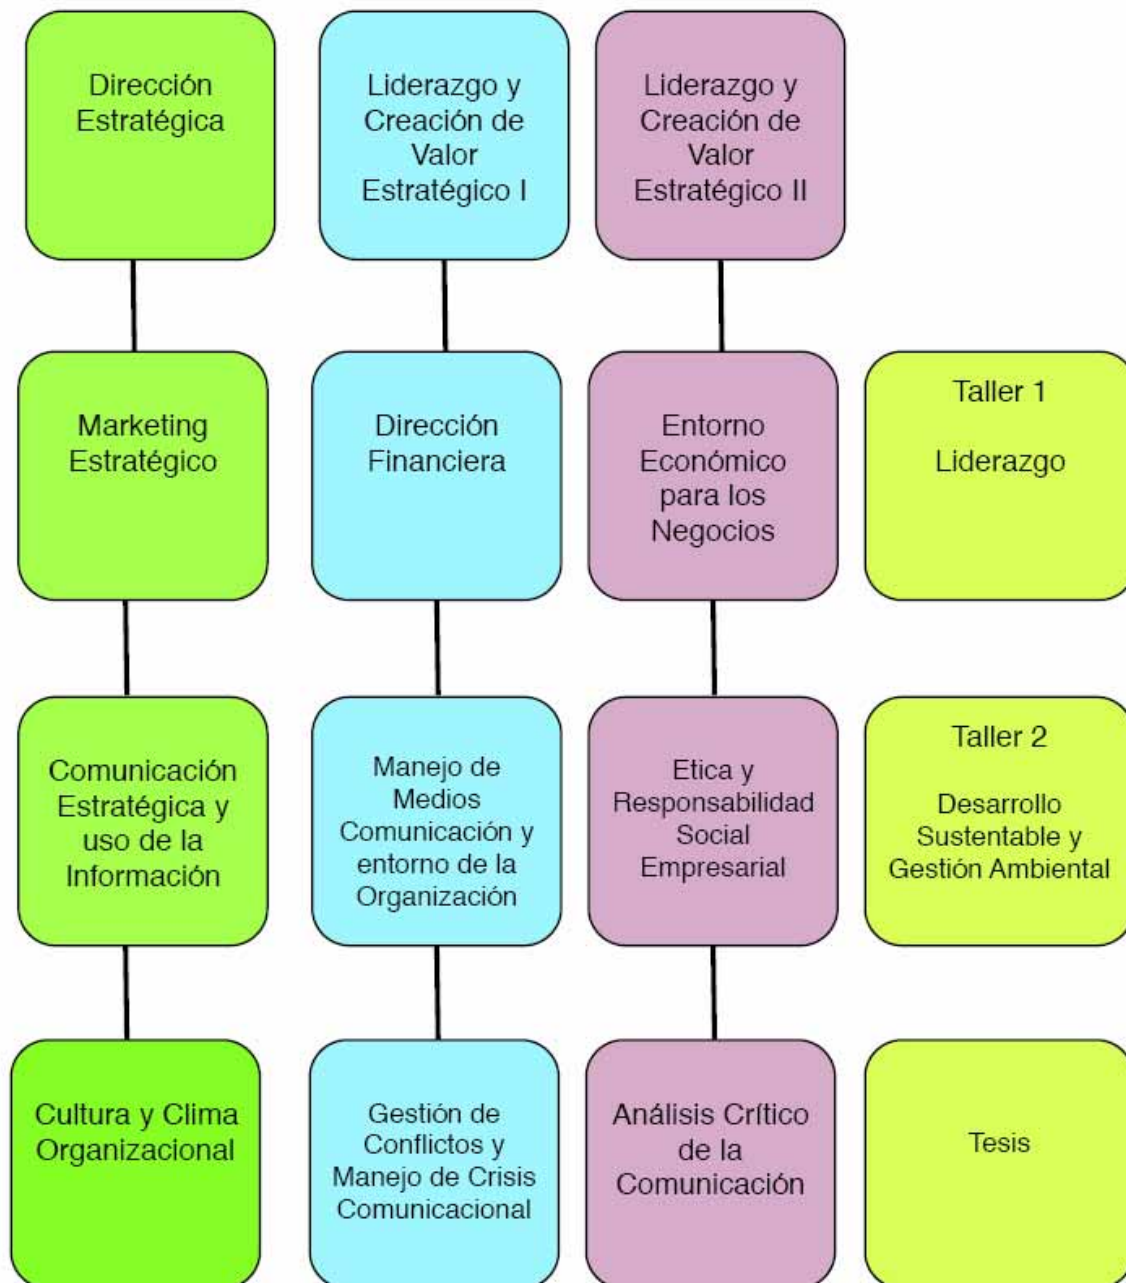 Dirección
Estratégica
Liderazgo y
Creación de
Valor
Estratégico I
Liderazgo y
Creación de
Valor
Estratégico II
Marketing
Estratégico
Dirección
Financiera
Entorno
Económico
para los
Negocios
Taller 1
Liderazgo
Comunicación
Estratégica y
uso de la
Información
Manejo de
Medios
Comunicación y
entorno de la
Organización
Etica y
Responsabilidad
Social
Empresarial
Taller 2
Desarrollo
Sustentable y
Gestión Ambiental
Cultura y Clima
Organizacional
Gestión de
Conflictos y
Manejo de Crisis
Comunicacional
Análisis Crítico
de la
Comunicación
Tesis